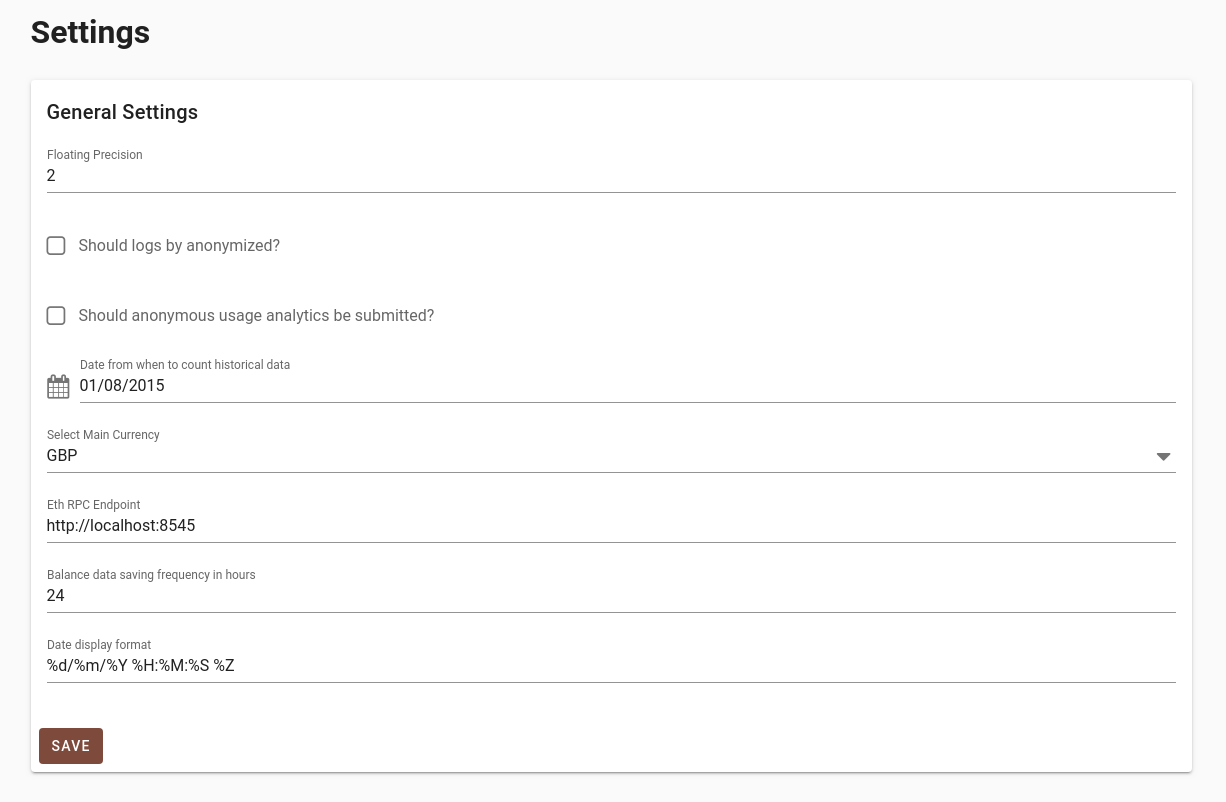 Settings
General Settings
Floating Precision
2
Should logs by anonymized?
Should anonymous usage analytics be submitted?
Date from when to count historical data
01/08/2015
Select Main Currency
GBP
Eth RPC Endpoint
http://localhost:8545
Balance data saving frequency in hours
24
Date display format
%d/%m/%Y %H:%M:%S %Z
SAVE